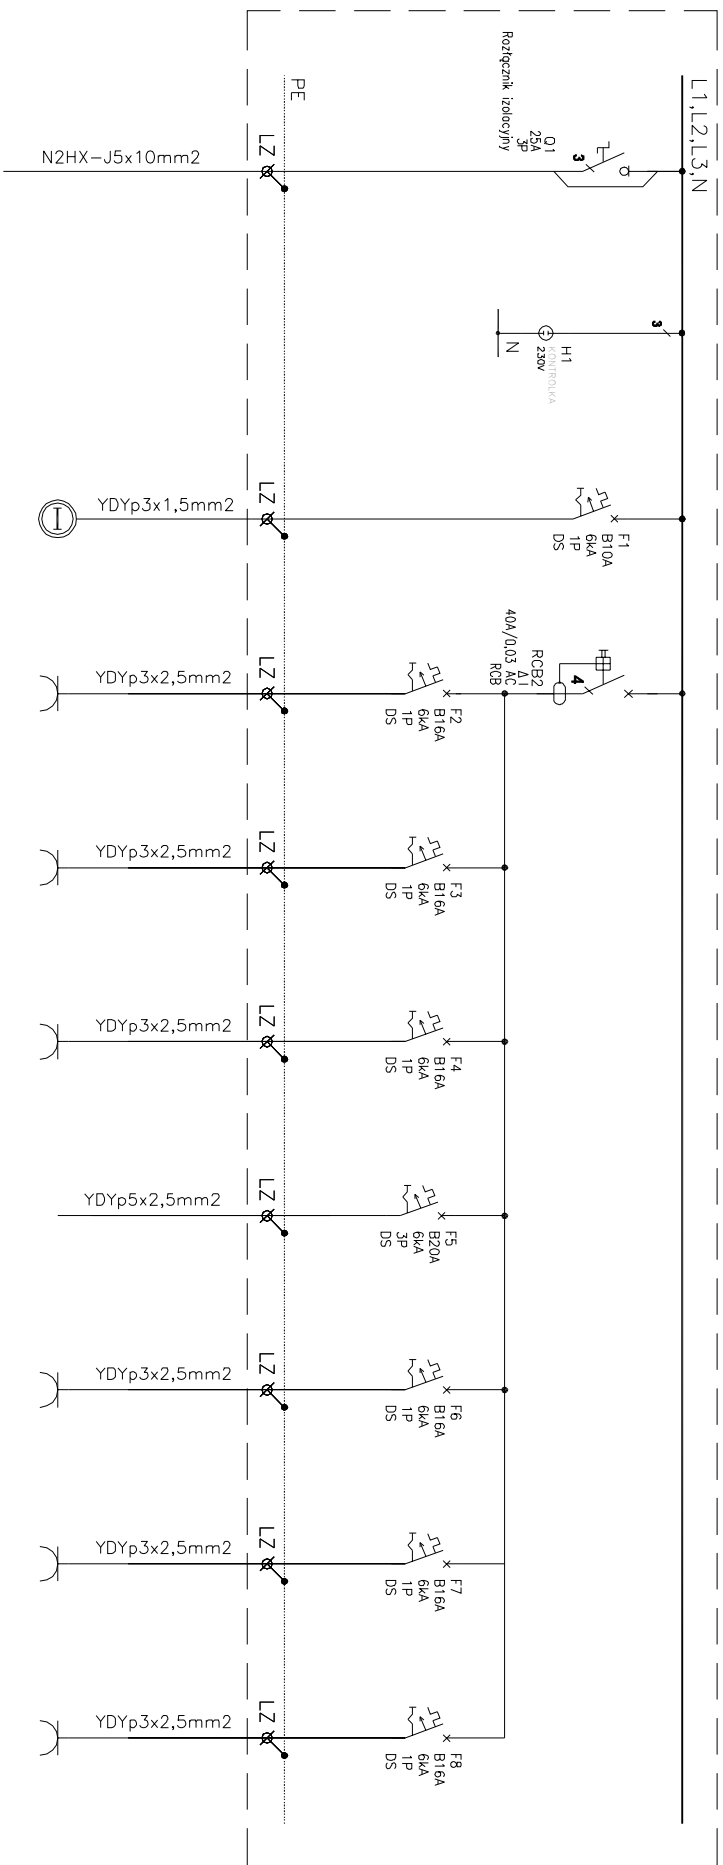 L1,L2,L3,N
PE
Q1
25A
3P
Rozłącznik izolacyjny
3
LZ
N2HX-J5x10mm2
3
H1
KONTROLKA
230V
N
F1
B10A
6kA
1P
DS
LZ
YDYp3x1,5mm2
I
RCB2
ΔI
40A/0,03 AC
RCB
4
F2
B16A
6kA
1P
DS
LZ
YDYp3x2,5mm2
F3
B16A
6kA
1P
DS
LZ
YDYp3x2,5mm2
F4
B16A
6kA
1P
DS
LZ
YDYp3x2,5mm2
F5
B20A
6kA
3P
DS
LZ
YDYp5x2,5mm2
F6
B16A
6kA
1P
DS
LZ
YDYp3x2,5mm2
F7
B16A
6kA
1P
DS
LZ
YDYp3x2,5mm2
F8
B16A
6kA
1P
DS
LZ
YDYp3x2,5mm2